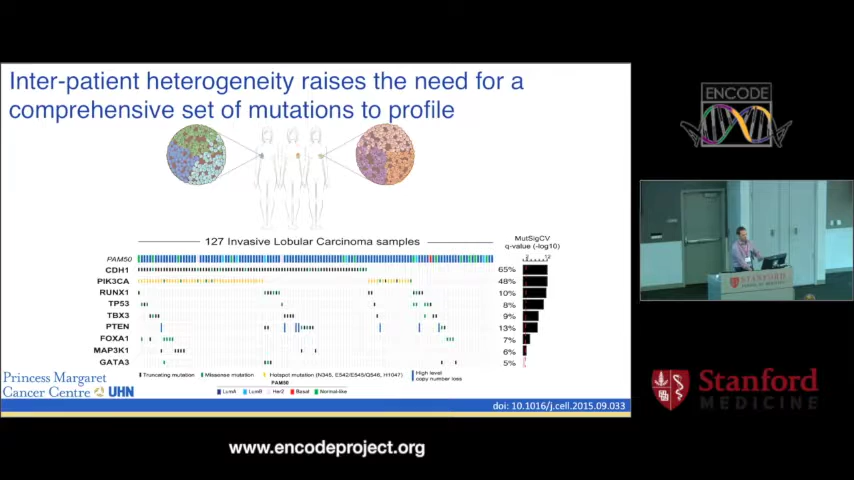 Inter-patient heterogeneity raises the need for a
comprehensive set of mutations to profile
127 Invasive Lobular Carcinoma samples
MutSigCV
q-value (-log10)
PAM50
CDH1
65%
PIK3CA
48%
RUNX1
10%
TP53
8%
TBX3
9%
PTEN
13%
FOXA1
7%
MAP3K1
6%
GATA3
5%
Truncating mutation
Missense mutation
Hotspot mutation (N345, E542/E545/Q546, H1047)
High level
copy number loss
PAM50
LumA
LumB
Her2
Basal
Normal-like
Princess Margaret
Cancer Centre UHN
doi: 10.1016/j.cell.2015.09.033
ENCODE
STANFORD
Stanford
MEDICINE
www.encodeproject.org